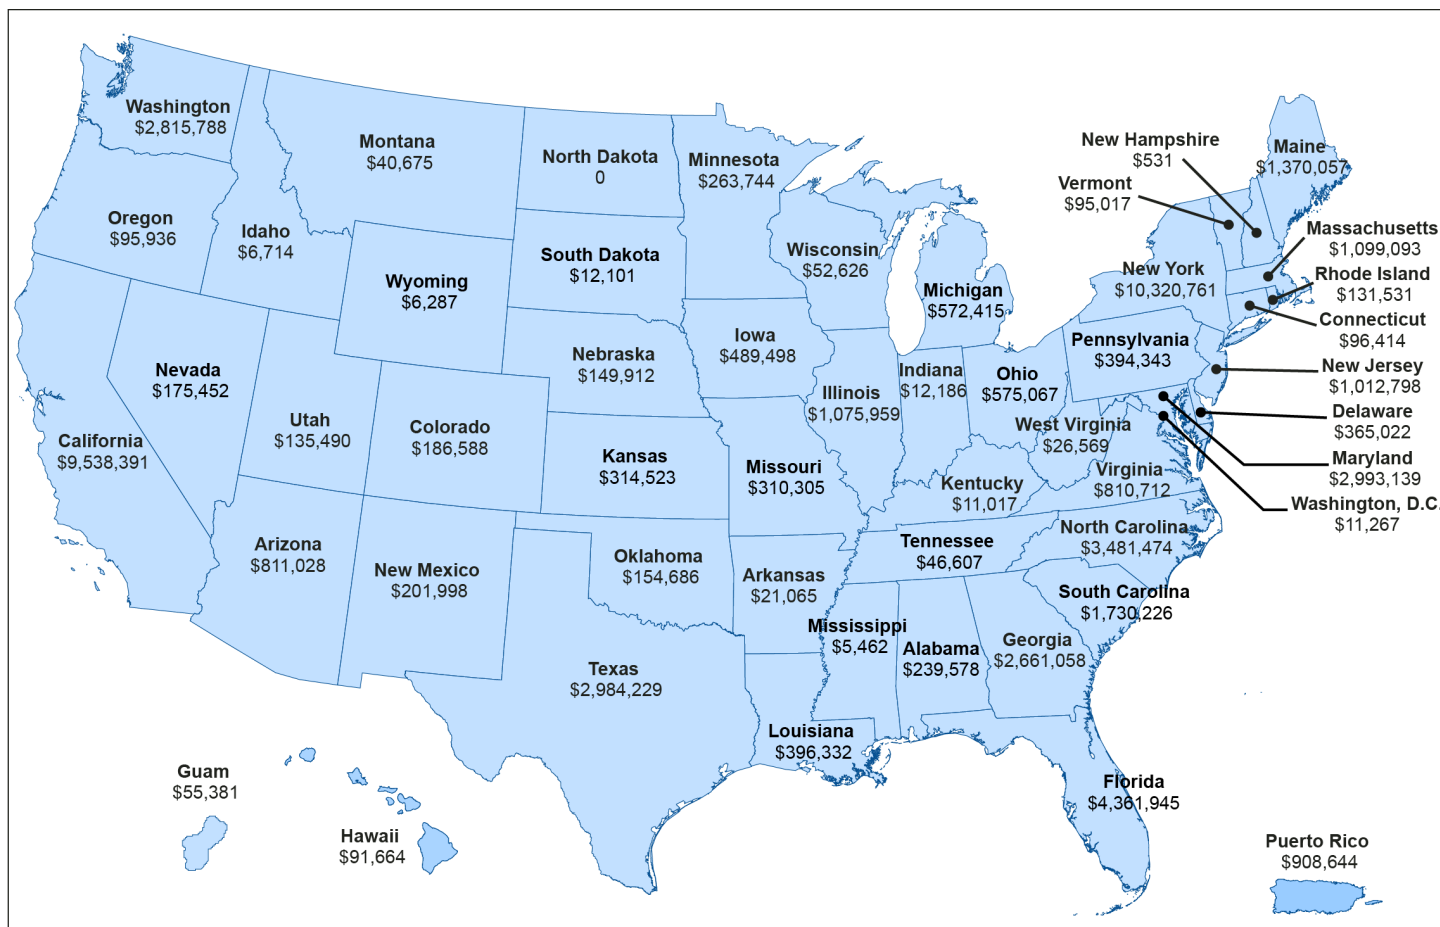 Washington
$2,815,788
Montana
$40,675
North Dakota
0
Minnesota
$263,744
New Hampshire
$531
Maine
$1,370,057
Vermont
$95,017
Oregon
$95,936
Idaho
$6,714
South Dakota
$12,101
Wisconsin
$52,626
Massachusetts
$1,099,093
Wyoming
$6,287
Michigan
$572,415
New York
$10,320,761
Rhode Island
$131,531
Connecticut
$96,414
Iowa
$489,498
Nebraska
$149,912
Pennsylvania
$394,343
New Jersey
$1,012,798
Nevada
$175,452
Illinois
$1,075,959
Indiana
$12,186
Ohio
$575,067
Delaware
$365,022
Utah
$135,490
Colorado
$186,588
West Virginia
$26,569
California
$9,538,391
Kansas
$314,523
Missouri
$310,305
Kentucky
$11,017
Virginia
$810,712
Maryland
$2,993,139
Washington, D.C.
$11,267
Arizona
$811,028
New Mexico
$201,998
Oklahoma
$154,686
Arkansas
$21,065
Tennessee
$46,607
North Carolina
$3,481,474
South Carolina
$1,730,226
Mississippi
$5,462
Alabama
$239,578
Georgia
$2,661,058
Texas
$2,984,229
Louisiana
$396,332
Florida
$4,361,945
Guam
$55,381
Hawaii
$91,664
Puerto Rico
$908,644